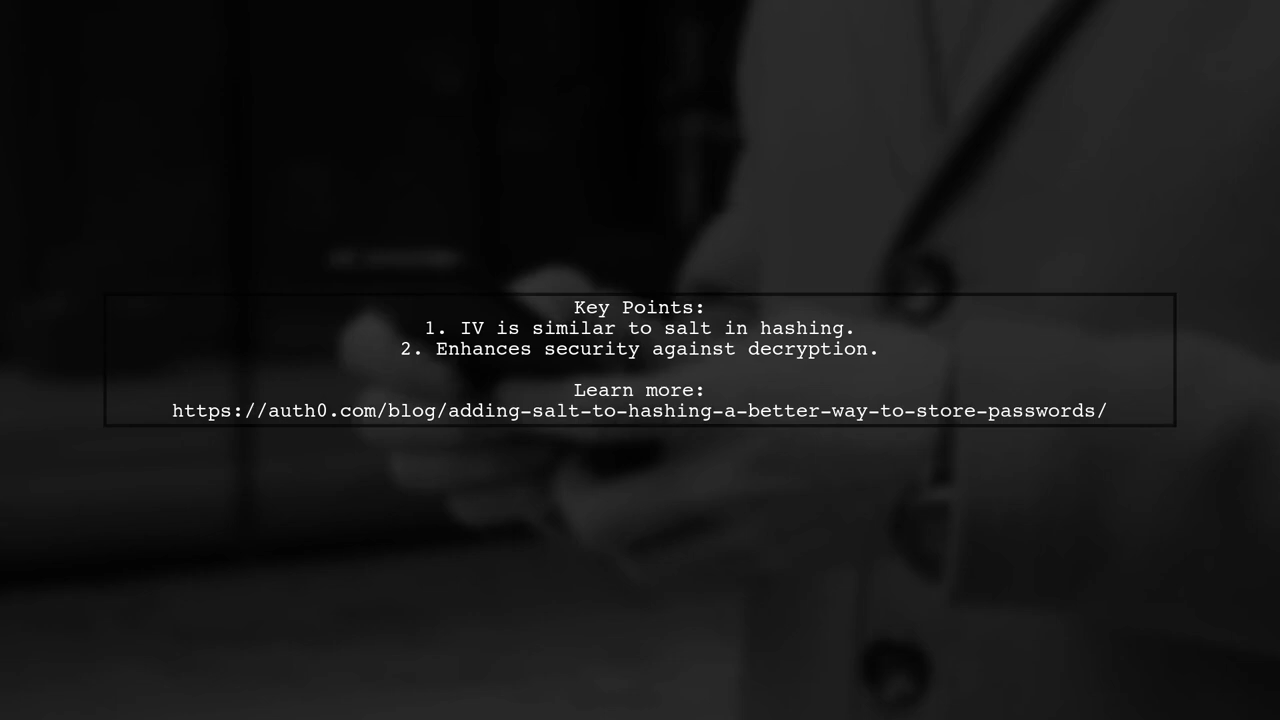 Key Points:
1. IV is similar to salt in hashing.
2. Enhances security against decryption.
Learn more:
https://auth0.com/blog/adding-salt-to-hashing-a-better-way-to-store-passwords/